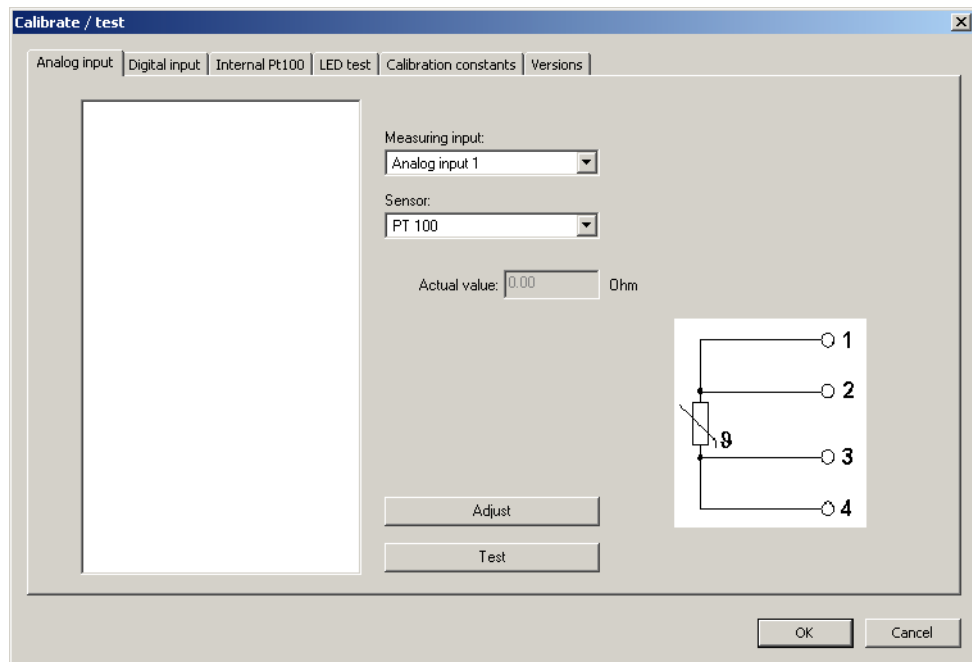 Calibrate / test
Analog input Digital input Internal Pt100 LED test Calibration constants Versions
Measuring input:
Analog input 1
Sensor:
PT 100
Actual value: 0.00 Ohm
1
2
ϑ
3
4
Adjust
Test
OK Cancel